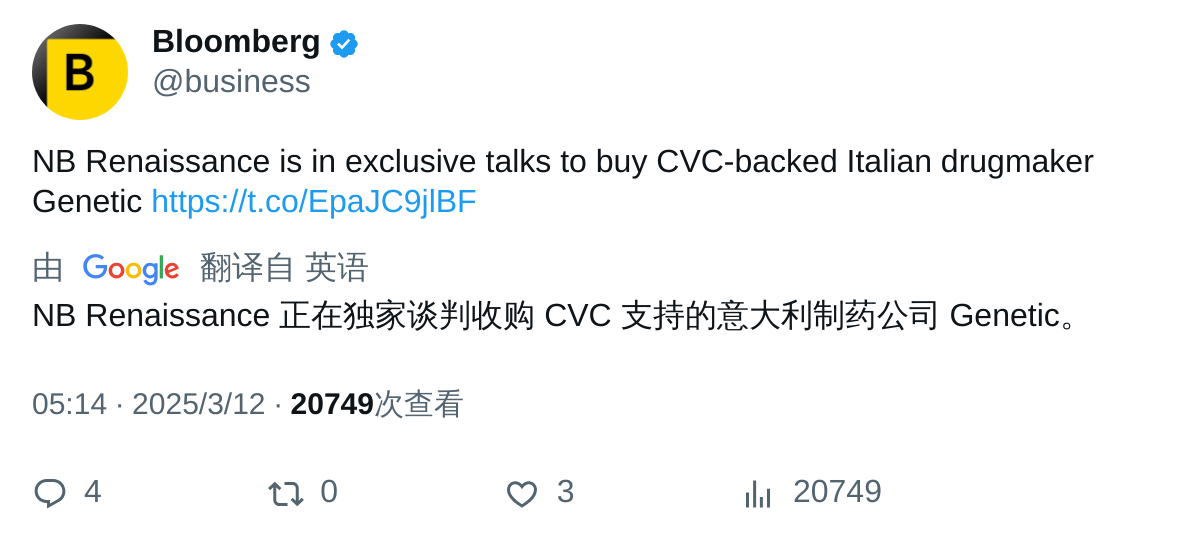 B
Bloomberg
@business
NB Renaissance is in exclusive talks to buy CVC-backed Italian drugmaker
Genetic https://t.co/EpaJC9jlBF
由 Google 翻译自 英语
NB Renaissance 正在独家谈判收购 CVC 支持的意大利制药公司 Genetic。
05:14 · 2025/3/12 · 20749次查看
4 0 3 20749